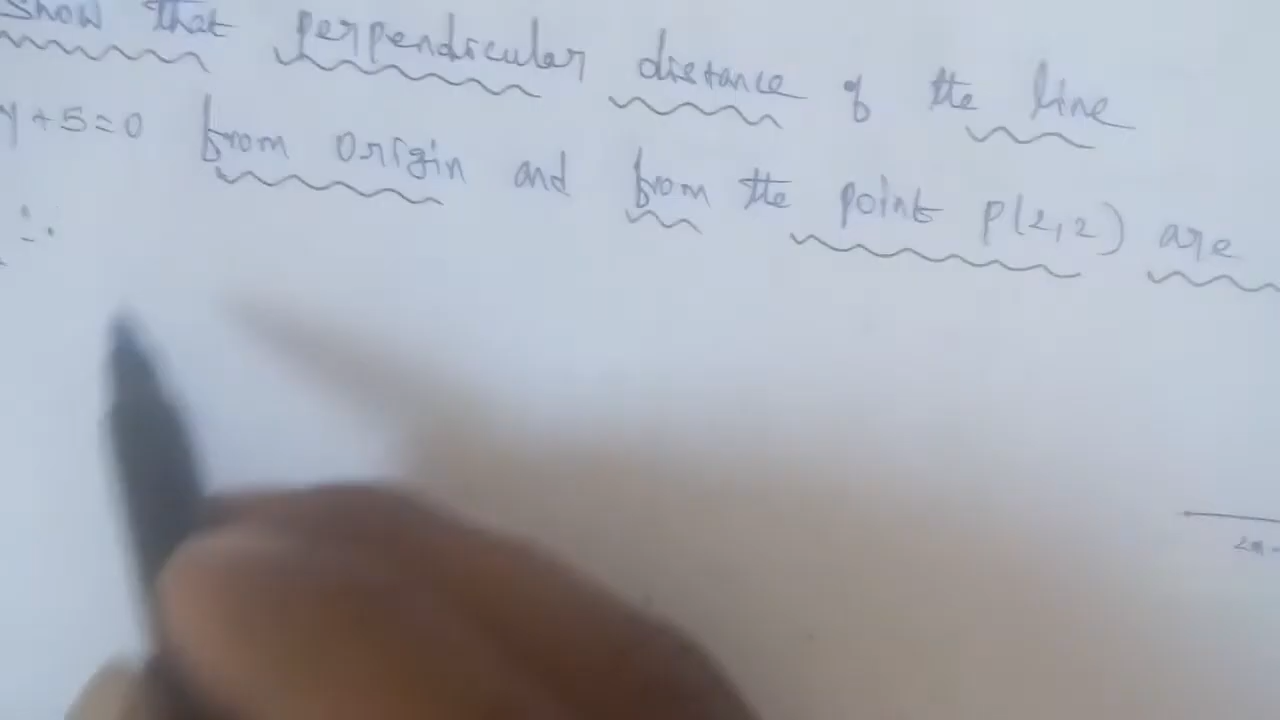 Show that perpendicular distance of the line
y+5=0 from origin and from the point P(2,2) are
∴